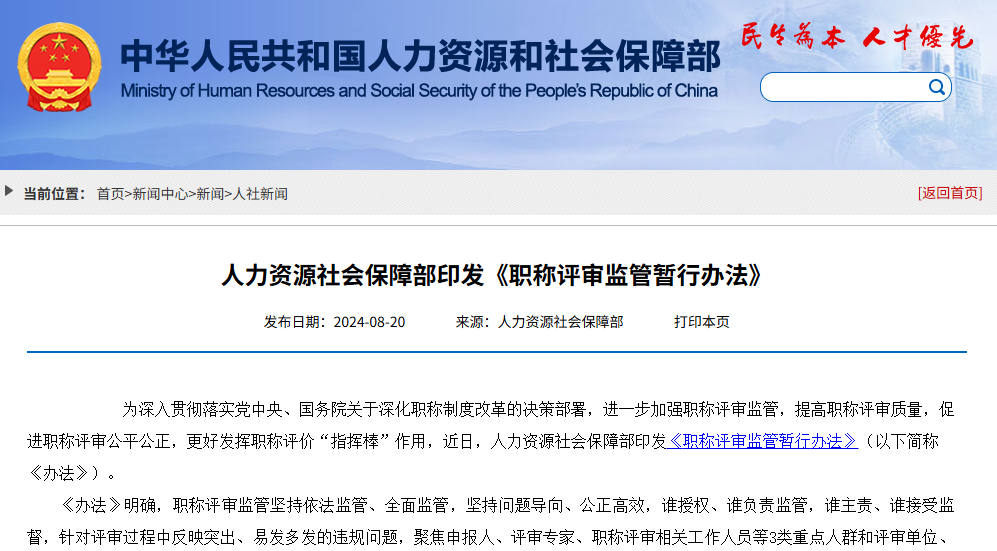 中华人民共和国人力资源和社会保障部
Ministry of Human Resources and Social Security of the People's Republic of China
民生为本 人才優先
当前位置： 首页>新闻中心>新闻>人社新闻
[返回首页]
人力资源社会保障部印发《职称评审监管暂行办法》
发布日期：2024-08-20 来源：人力资源社会保障部 打印本页
为深入贯彻落实党中央、国务院关于深化职称制度改革的决策部署，进一步加强职称评审监管，提高职称评审质量，促
进职称评审公平公正，更好发挥职称评价“指挥棒”作用，近日，人力资源社会保障部印发《职称评审监管暂行办法》（以下简称
《办法》）。
《办法》明确，职称评审监管坚持依法监管、全面监管，坚持问题导向、公正高效，谁授权、谁负责监管，谁主责、谁接受监
督，针对评审过程中反映突出、易发多发的违规问题，聚焦申报人、评审专家、职称评审相关工作人员等3类重点人群和评审单位、